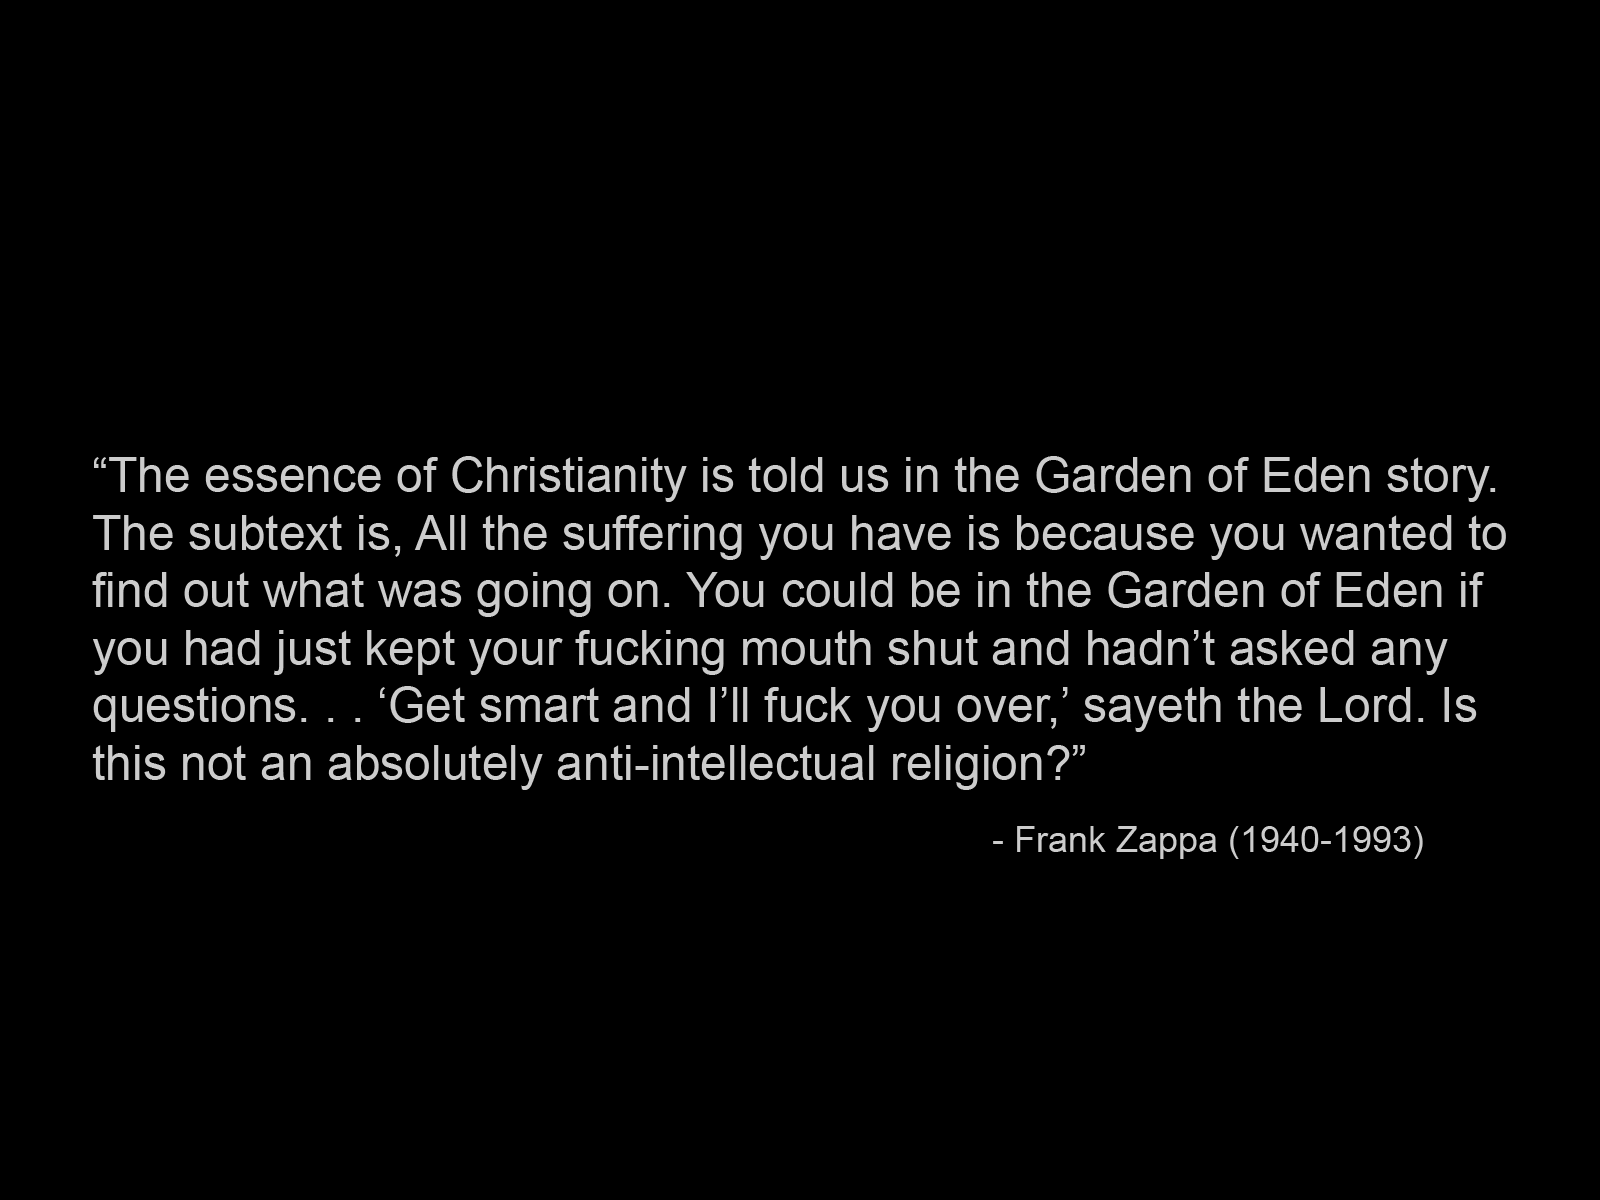 “The essence of Christianity is told us in the Garden of Eden story.
The subtext is, All the suffering you have is because you wanted to
find out what was going on. You could be in the Garden of Eden if
you had just kept your fucking mouth shut and hadn’t asked any
questions. . . ‘Get smart and I’ll fuck you over,’ sayeth the Lord. Is
this not an absolutely anti-intellectual religion?”
- Frank Zappa (1940-1993)